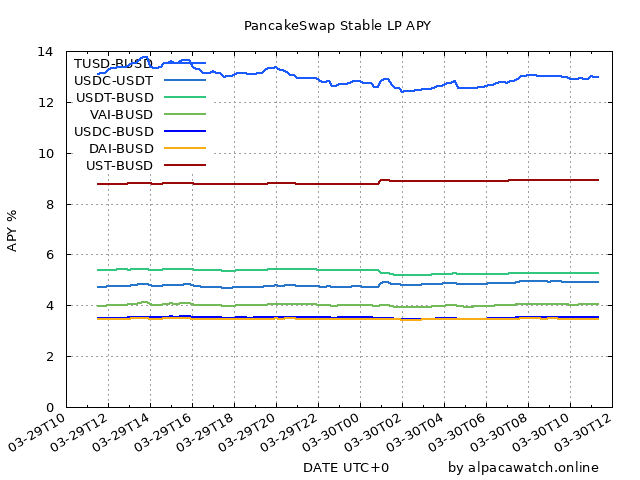 PancakeSwap Stable LP APY
14
12
10
8
6
4
2
0
APY %
TUSD-BUSD
USDC-USDT
USDT-BUSD
VAI-BUSD
USDC-BUSD
DAI-BUSD
UST-BUSD
03-29T10
03-29T12
03-29T14
03-29T16
03-29T18
03-29T20
03-29T22
03-30T00
03-30T02
03-30T04
03-30T06
03-30T08
03-30T10
03-30T12
DATE UTC+0
by alpacawatch.online